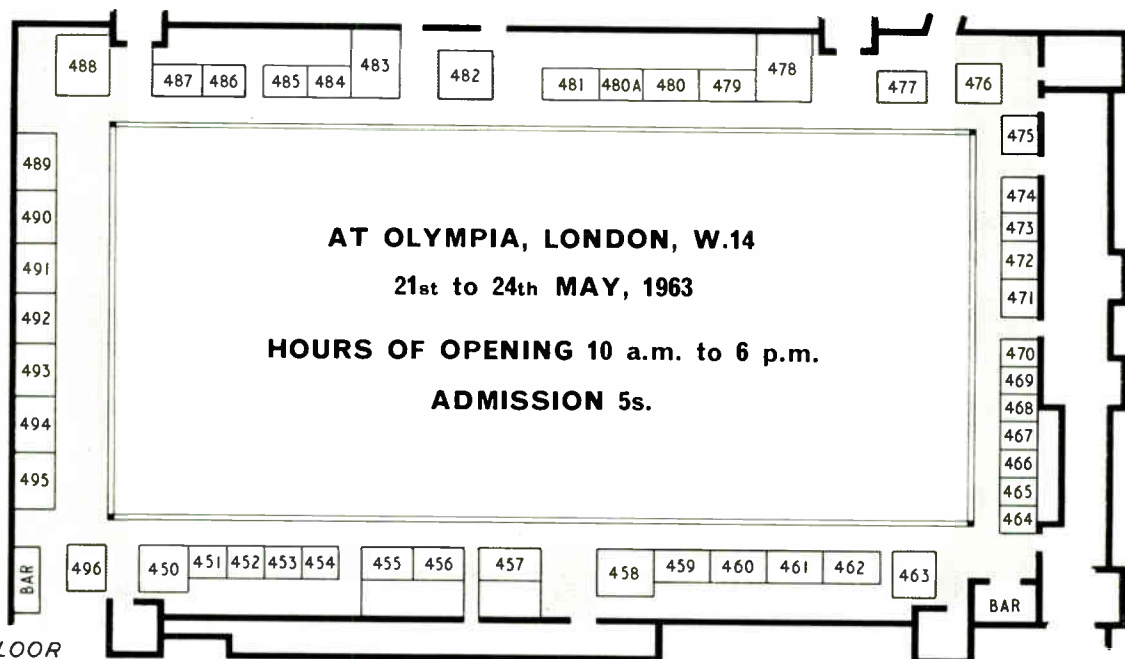 488
487 486 485 484 483
482
481 480A 480 479 478
477
476
475
489
490
491
492
493
494
495
474
473
472
471
470
469
468
467
466
465
464
AT OLYMPIA, LONDON, W.14
21st to 24th MAY, 1963
HOURS OF OPENING 10 a.m. to 6 p.m.
ADMISSION 5s.
BAR
496
450 451 452 453 454
455 456
457
458 459 460 461 462
463
BAR
LOOR